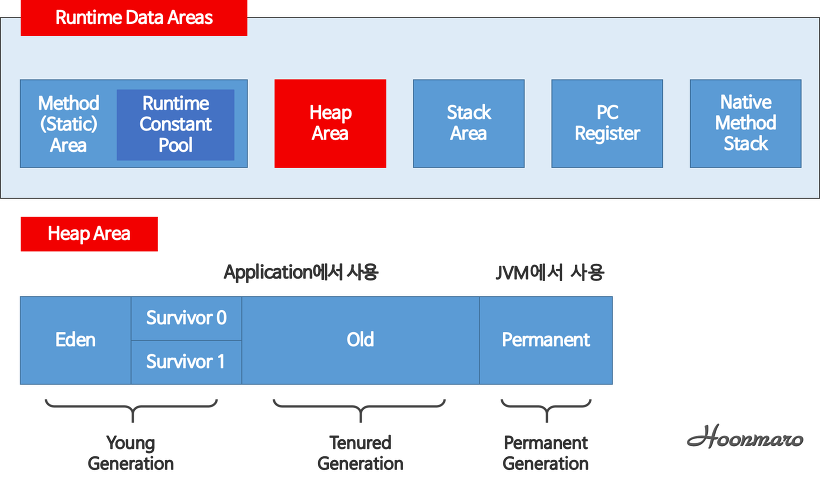 Runtime Data Areas
Method
(Static)
Area
Runtime
Constant
Pool
Heap
Area
Stack
Area
PC
Register
Native
Method
Stack
Heap Area
Application에서 사용
JVM에서 사용
Eden
Survivor 0
Survivor 1
Old
Permanent
Young
Generation
Tenured
Generation
Permanent
Generation
Hoonmaro